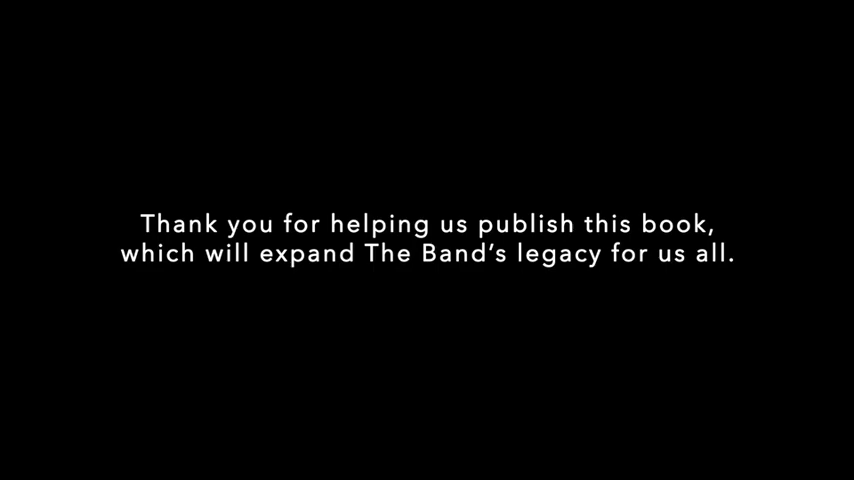 Thank you for helping us publish this book,
which will expand The Band’s legacy for us all.